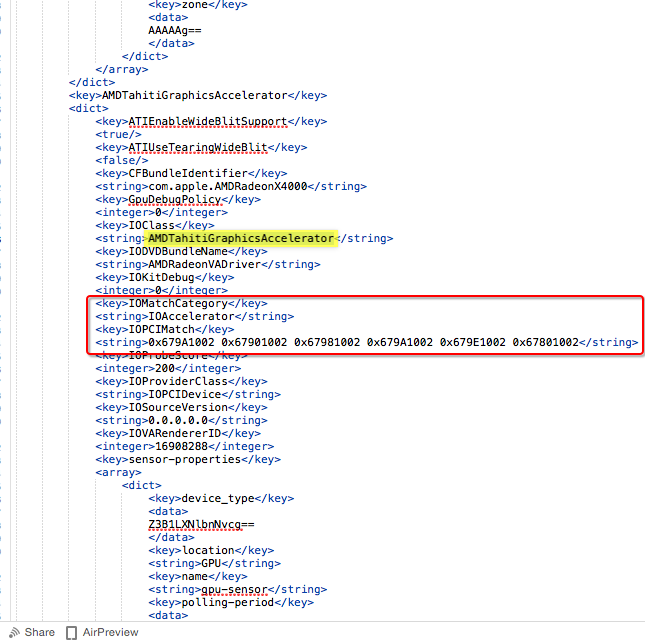 <key>zone</key>
<data>
AAAAAg==
</data>
</dict>
</array>
</dict>
<key>AMDTahitiGraphicsAccelerator</key>
<dict>
<key>ATIEnableWideBlitSupport</key>
<true/>
<key>ATIUseTearingWideBlit</key>
<false/>
<key>CFBundleIdentifier</key>
<string>com.apple.AMDRadeonX4000</string>
<key>GpuDebugPolicy</key>
<integer>0</integer>
<key>IOClass</key>
<string>AMDTahitiGraphicsAccelerator</string>
<key>IODVDBundleName</key>
<string>AMDRadeonVADriver</string>
<key>IOKitDebug</key>
<integer>0</integer>
<key>IOMatchCategory</key>
<string>IOAccelerator</string>
<key>IOPCIMatch</key>
<string>0x679A1002 0x67901002 0x67981002 0x679A1002 0x679E1002 0x67801002</string>
<key>IOProbeScore</key>
<integer>200</integer>
<key>IOProviderClass</key>
<string>IOPCIDevice</string>
<key>IOSourceVersion</key>
<string>0.0.0.0.0</string>
<key>IOVARendererID</key>
<integer>16908288</integer>
<key>sensor-properties</key>
<array>
<dict>
<key>device_type</key>
<data>
Z3B1LXNlbnNvcg==
</data>
<key>location</key>
<string>GPU</string>
<key>name</key>
<string>gpu-sensor</string>
<key>polling-period</key>
<data>
Share AirPreview